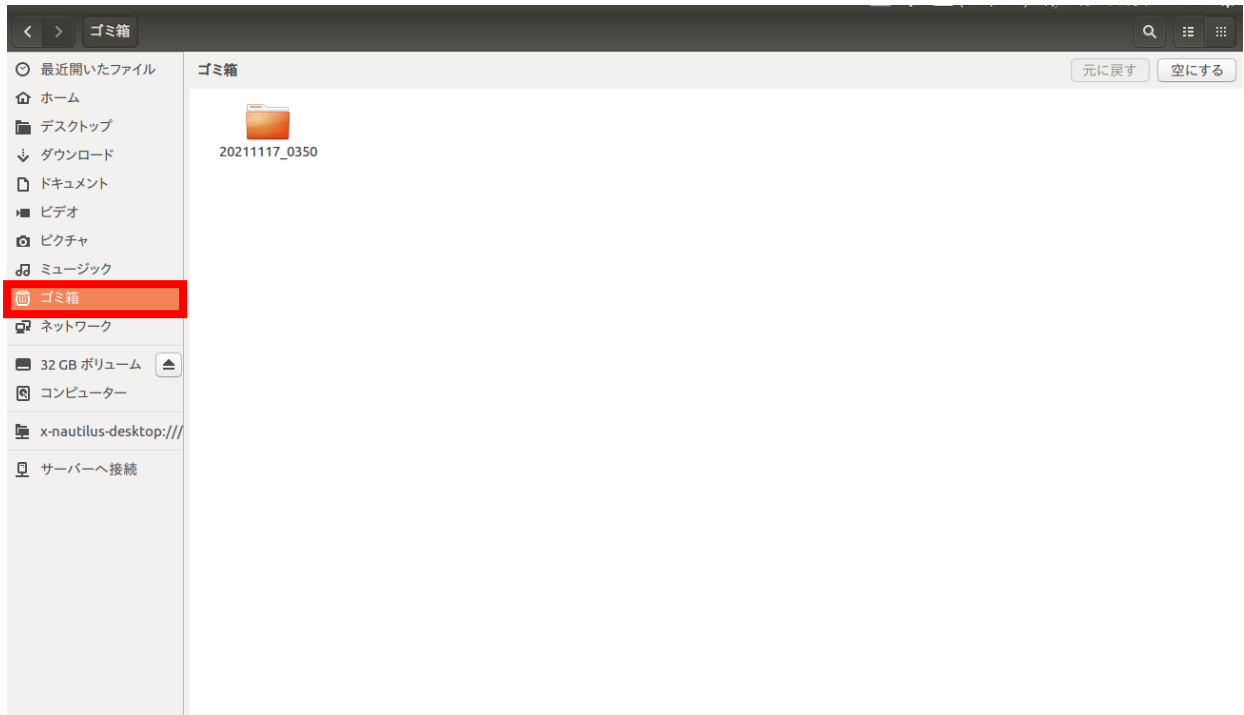 ゴミ箱
最近開いたファイル
ホーム
デスクトップ
ダウンロード
ドキュメント
ビデオ
ピクチャ
ミュージック
ゴミ箱
ネットワーク
32 GB ボリューム
コンピューター
x-nautilus-desktop:///
サーバーへ接続
ゴミ箱
元に戻す
空にする
20211117_0350